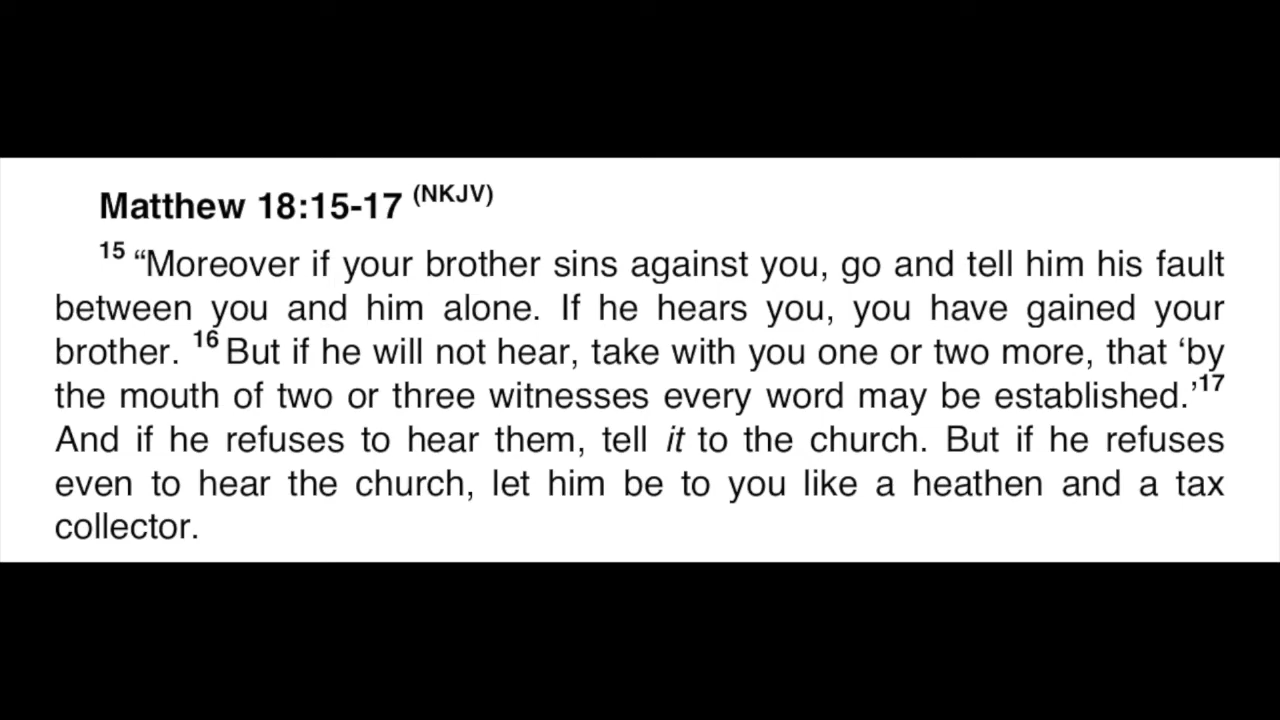 Matthew 18:15-17 (NKJV)
15 “Moreover if your brother sins against you, go and tell him his fault
between you and him alone. If he hears you, you have gained your
brother. 16 But if he will not hear, take with you one or two more, that ‘by
the mouth of two or three witnesses every word may be established.’17
And if he refuses to hear them, tell it to the church. But if he refuses
even to hear the church, let him be to you like a heathen and a tax
collector.